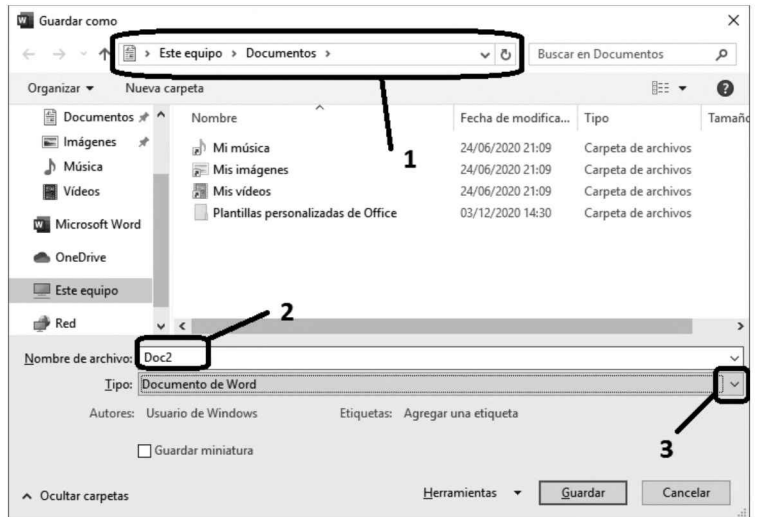 Guardar como
Este equipo > Documentos >
Buscar en Documentos
Organizar
Nueva carpeta
Documentos
Imágenes
Música
Vídeos
Microsoft Word
OneDrive
Este equipo
Red
Nombre Fecha de modifica... Tipo Tamaño
Mi música 24/06/2020 21:09 Carpeta de archivos
Mis imágenes 24/06/2020 21:09 Carpeta de archivos
Mis vídeos 24/06/2020 21:09 Carpeta de archivos
Plantillas personalizadas de Office 03/12/2020 14:30 Carpeta de archivos
1
2
Nombre de archivo: Doc2
Tipo: Documento de Word
Autores: Usuario de Windows Etiquetas: Agregar una etiqueta
3
Guardar miniatura
Ocultar carpetas Herramientas Guardar Cancelar